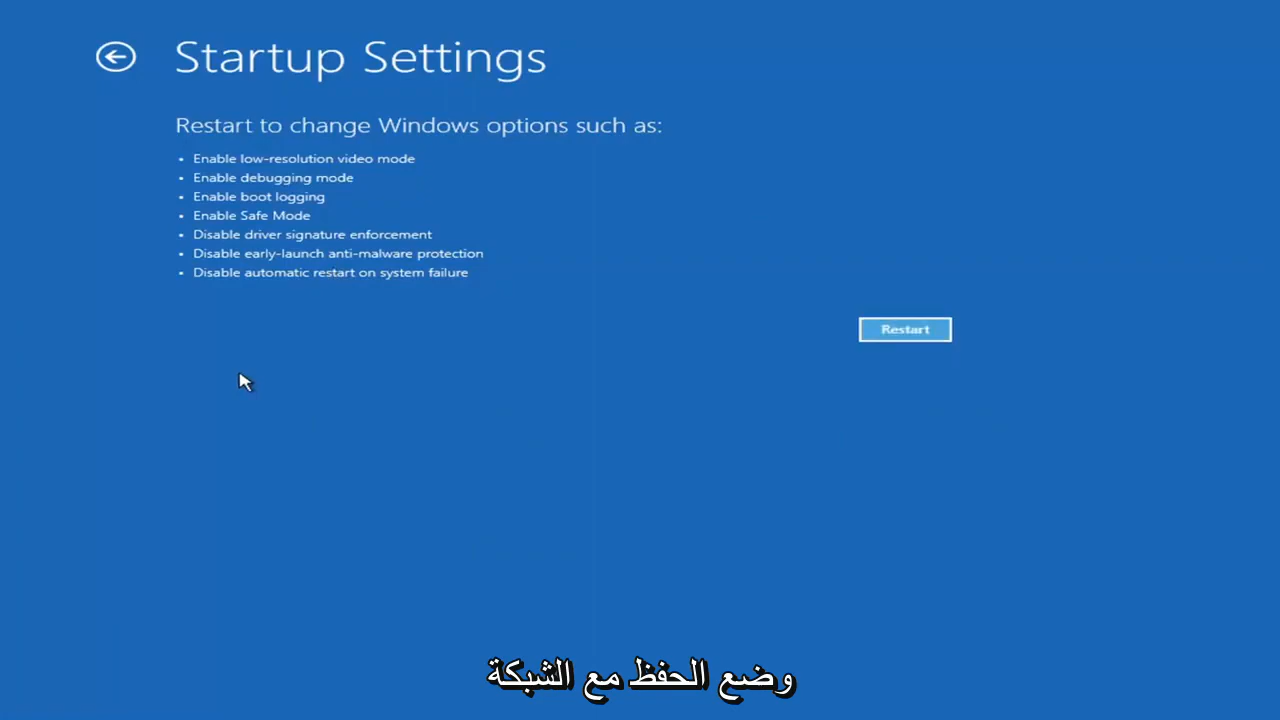 Startup Settings
Restart to change Windows options such as:
• Enable low-resolution video mode
• Enable debugging mode
• Enable boot logging
• Enable Safe Mode
• Disable driver signature enforcement
• Disable early-launch anti-malware protection
• Disable automatic restart on system failure
Restart
وضع الحفظ مع الشبكة